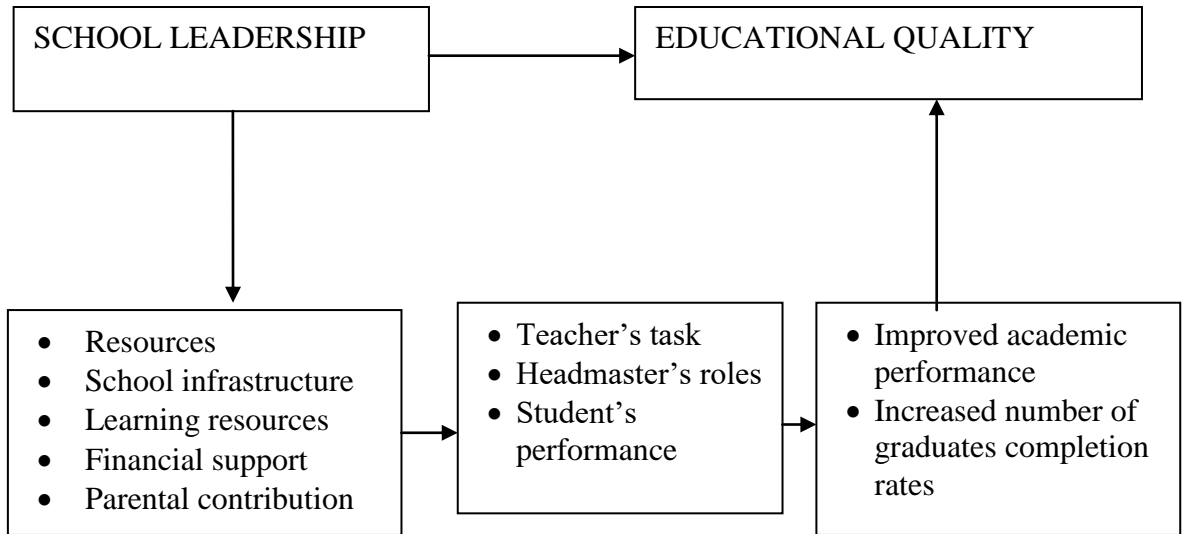 SCHOOL LEADERSHIP
EDUCATIONAL QUALITY
• Resources
• School infrastructure
• Learning resources
• Financial support
• Parental contribution
• Teacher’s task
• Headmaster’s roles
• Student’s
performance
• Improved academic
performance
• Increased number of
graduates completion
rates